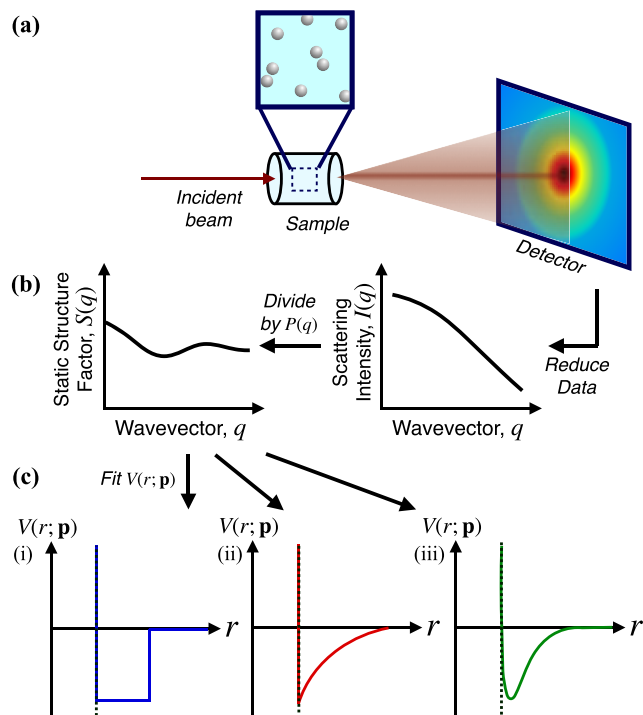 (a)
Incident
beam
Sample
Detector
(b)
Static Structure
Factor, S(q)
Wavevector, q
Divide
by P(q)
Scattering
Intensity, I(q)
Wavevector, q
Reduce
Data
(c)
Fit V(r; p)
V(r; p)
(i)
r
V(r; p)
(ii)
r
V(r; p)
(iii)
r